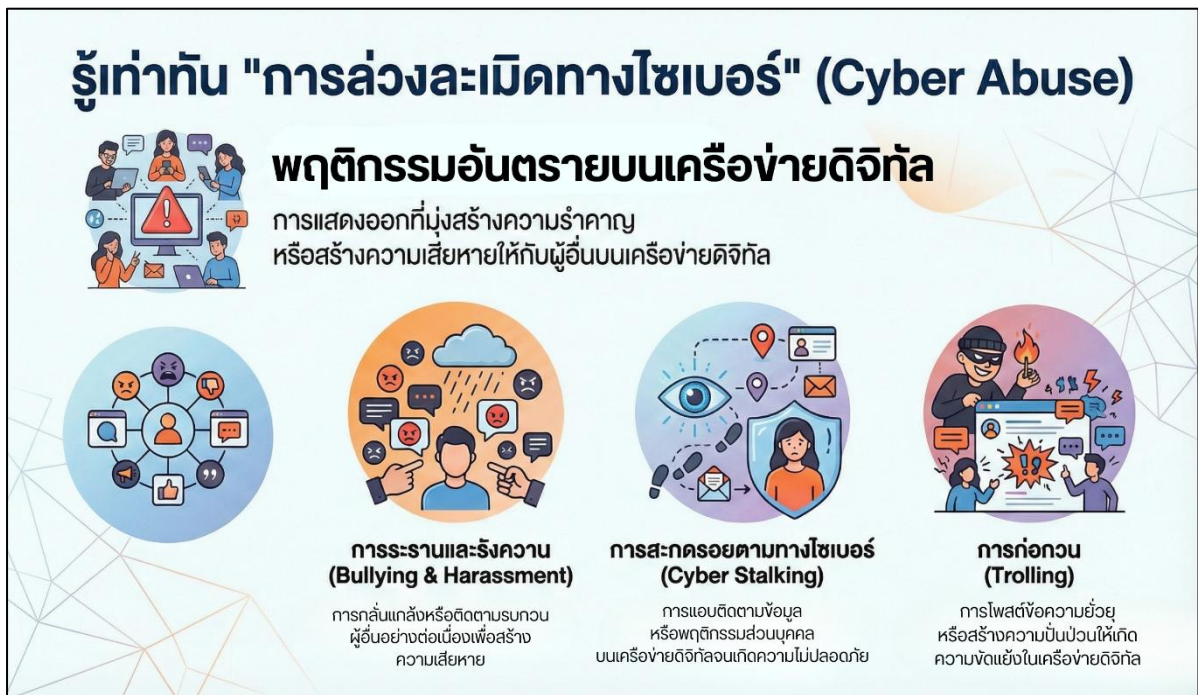 รู้เท่าทัน "การล่วงละเมิดทางไซเบอร์" (Cyber Abuse)
พฤติกรรมอันตรายบนเครือข่ายดิจิทัล
การแสดงออกที่มุ่งสร้างความรำคาญ
หรือสร้างความเสียหายให้กับผู้อื่นบนเครือข่ายดิจิทัล
การระรานและรังควาน
(Bullying & Harassment)
การกลั่นแกล้งหรือติดตามรบกวน
ผู้อื่นอย่างต่อเนื่องเพื่อสร้าง
ความเสียหาย
การสะกดรอยตามทางไซเบอร์
(Cyber Stalking)
การแอบติดตามข้อมูล
หรือพฤติกรรมส่วนบุคคล
บนเครือข่ายดิจิทัลจนเกิดความไม่ปลอดภัย
!?
การก่อกวน
(Trolling)
การโพสต์ข้อความยั่วยุ
หรือสร้างความปั่นป่วนให้เกิด
ความขัดแย้งในเครือข่ายดิจิทัล